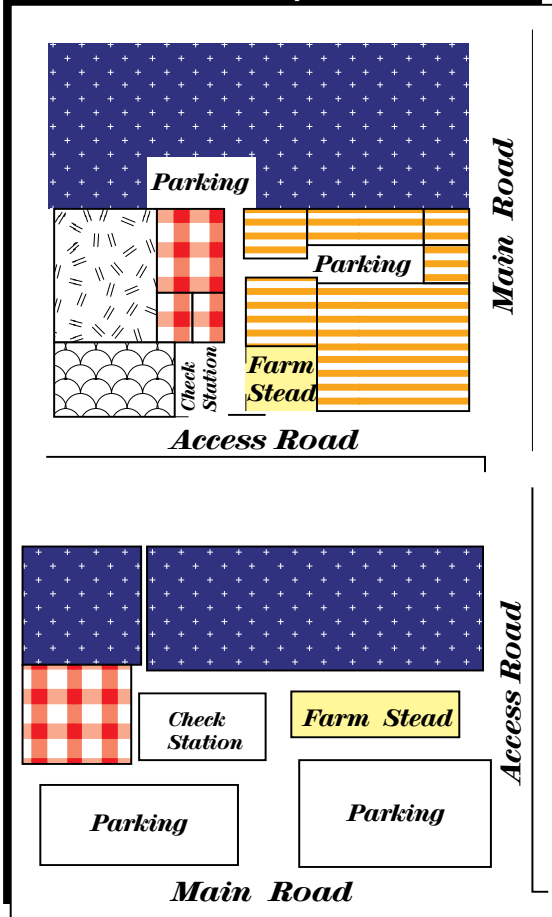 Parking
Main Road
Parking
Check
Station
Farm
Stead
Access Road
Access Road
Check
Station
Farm Stead
Parking
Parking
Main Road